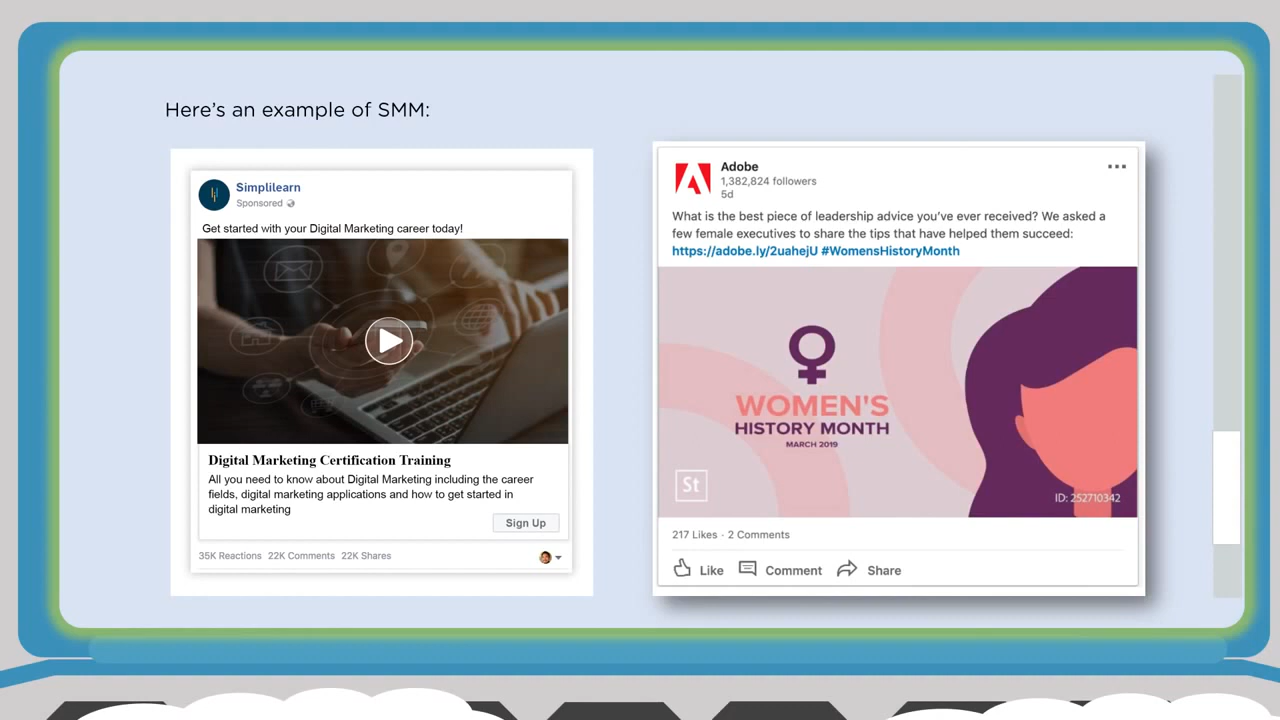 Here's an example of SMM:
Simplilearn
Sponsored
Get started with your Digital Marketing career today!
Digital Marketing Certification Training
All you need to know about Digital Marketing including the career
fields, digital marketing applications and how to get started in
digital marketing
Sign Up
35K Reactions 22K Comments 22K Shares
Adobe
1,382,824 followers
5d
What is the best piece of leadership advice you've ever received? We asked a
few female executives to share the tips that have helped them succeed:
https://adobe.ly/2uahejU #WomensHistoryMonth
WOMEN'S
HISTORY MONTH
MARCH 2019
St
ID: 252710342
217 Likes · 2 Comments
Like Comment Share